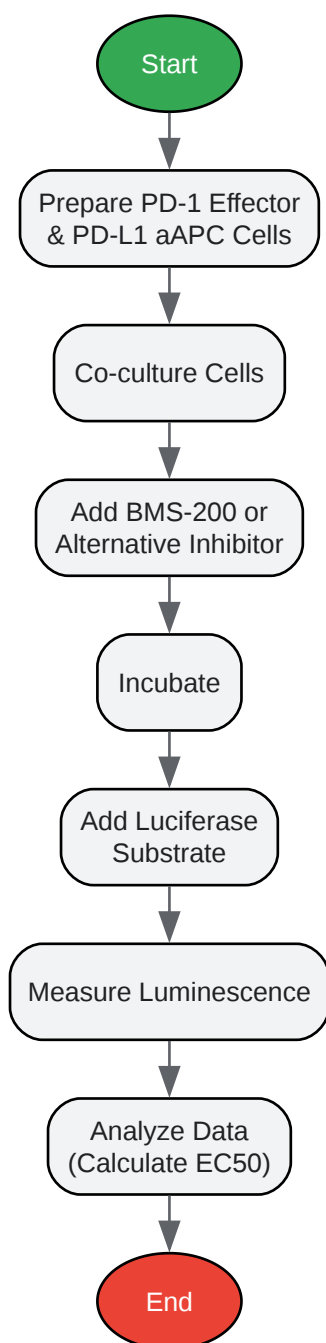 Start
Prepare PD-1 Effector
& PD-L1 aAPC Cells
Co-culture Cells
Add BMS-200 or
Alternative Inhibitor
Incubate
Add Luciferase
Substrate
Measure Luminescence
Analyze Data
(Calculate EC50)
End